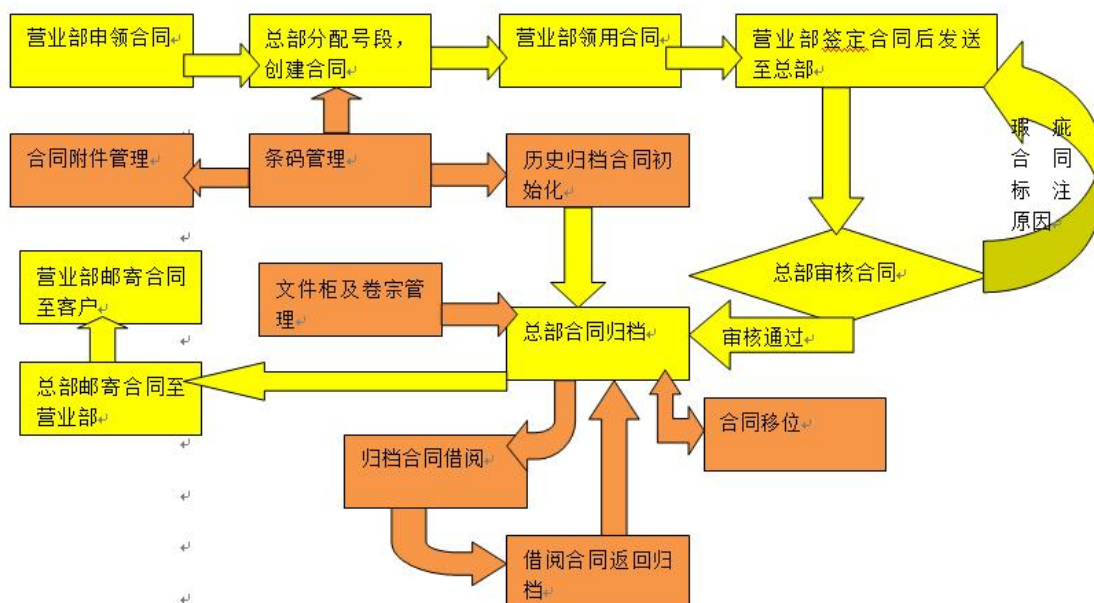 营业部申领合同
总部分配号段，
创建合同
营业部领用合同
营业部签定合同后发送
至总部
瑕疵
合同
标注
原因
合同附件管理
条码管理
历史归档合同初
始化
总部审核合同
营业部邮寄合同
至客户
文件柜及卷宗管
理
总部合同归档
审核通过
总部邮寄合同至
营业部
合同移位
归档合同借阅
借阅合同返回归
档